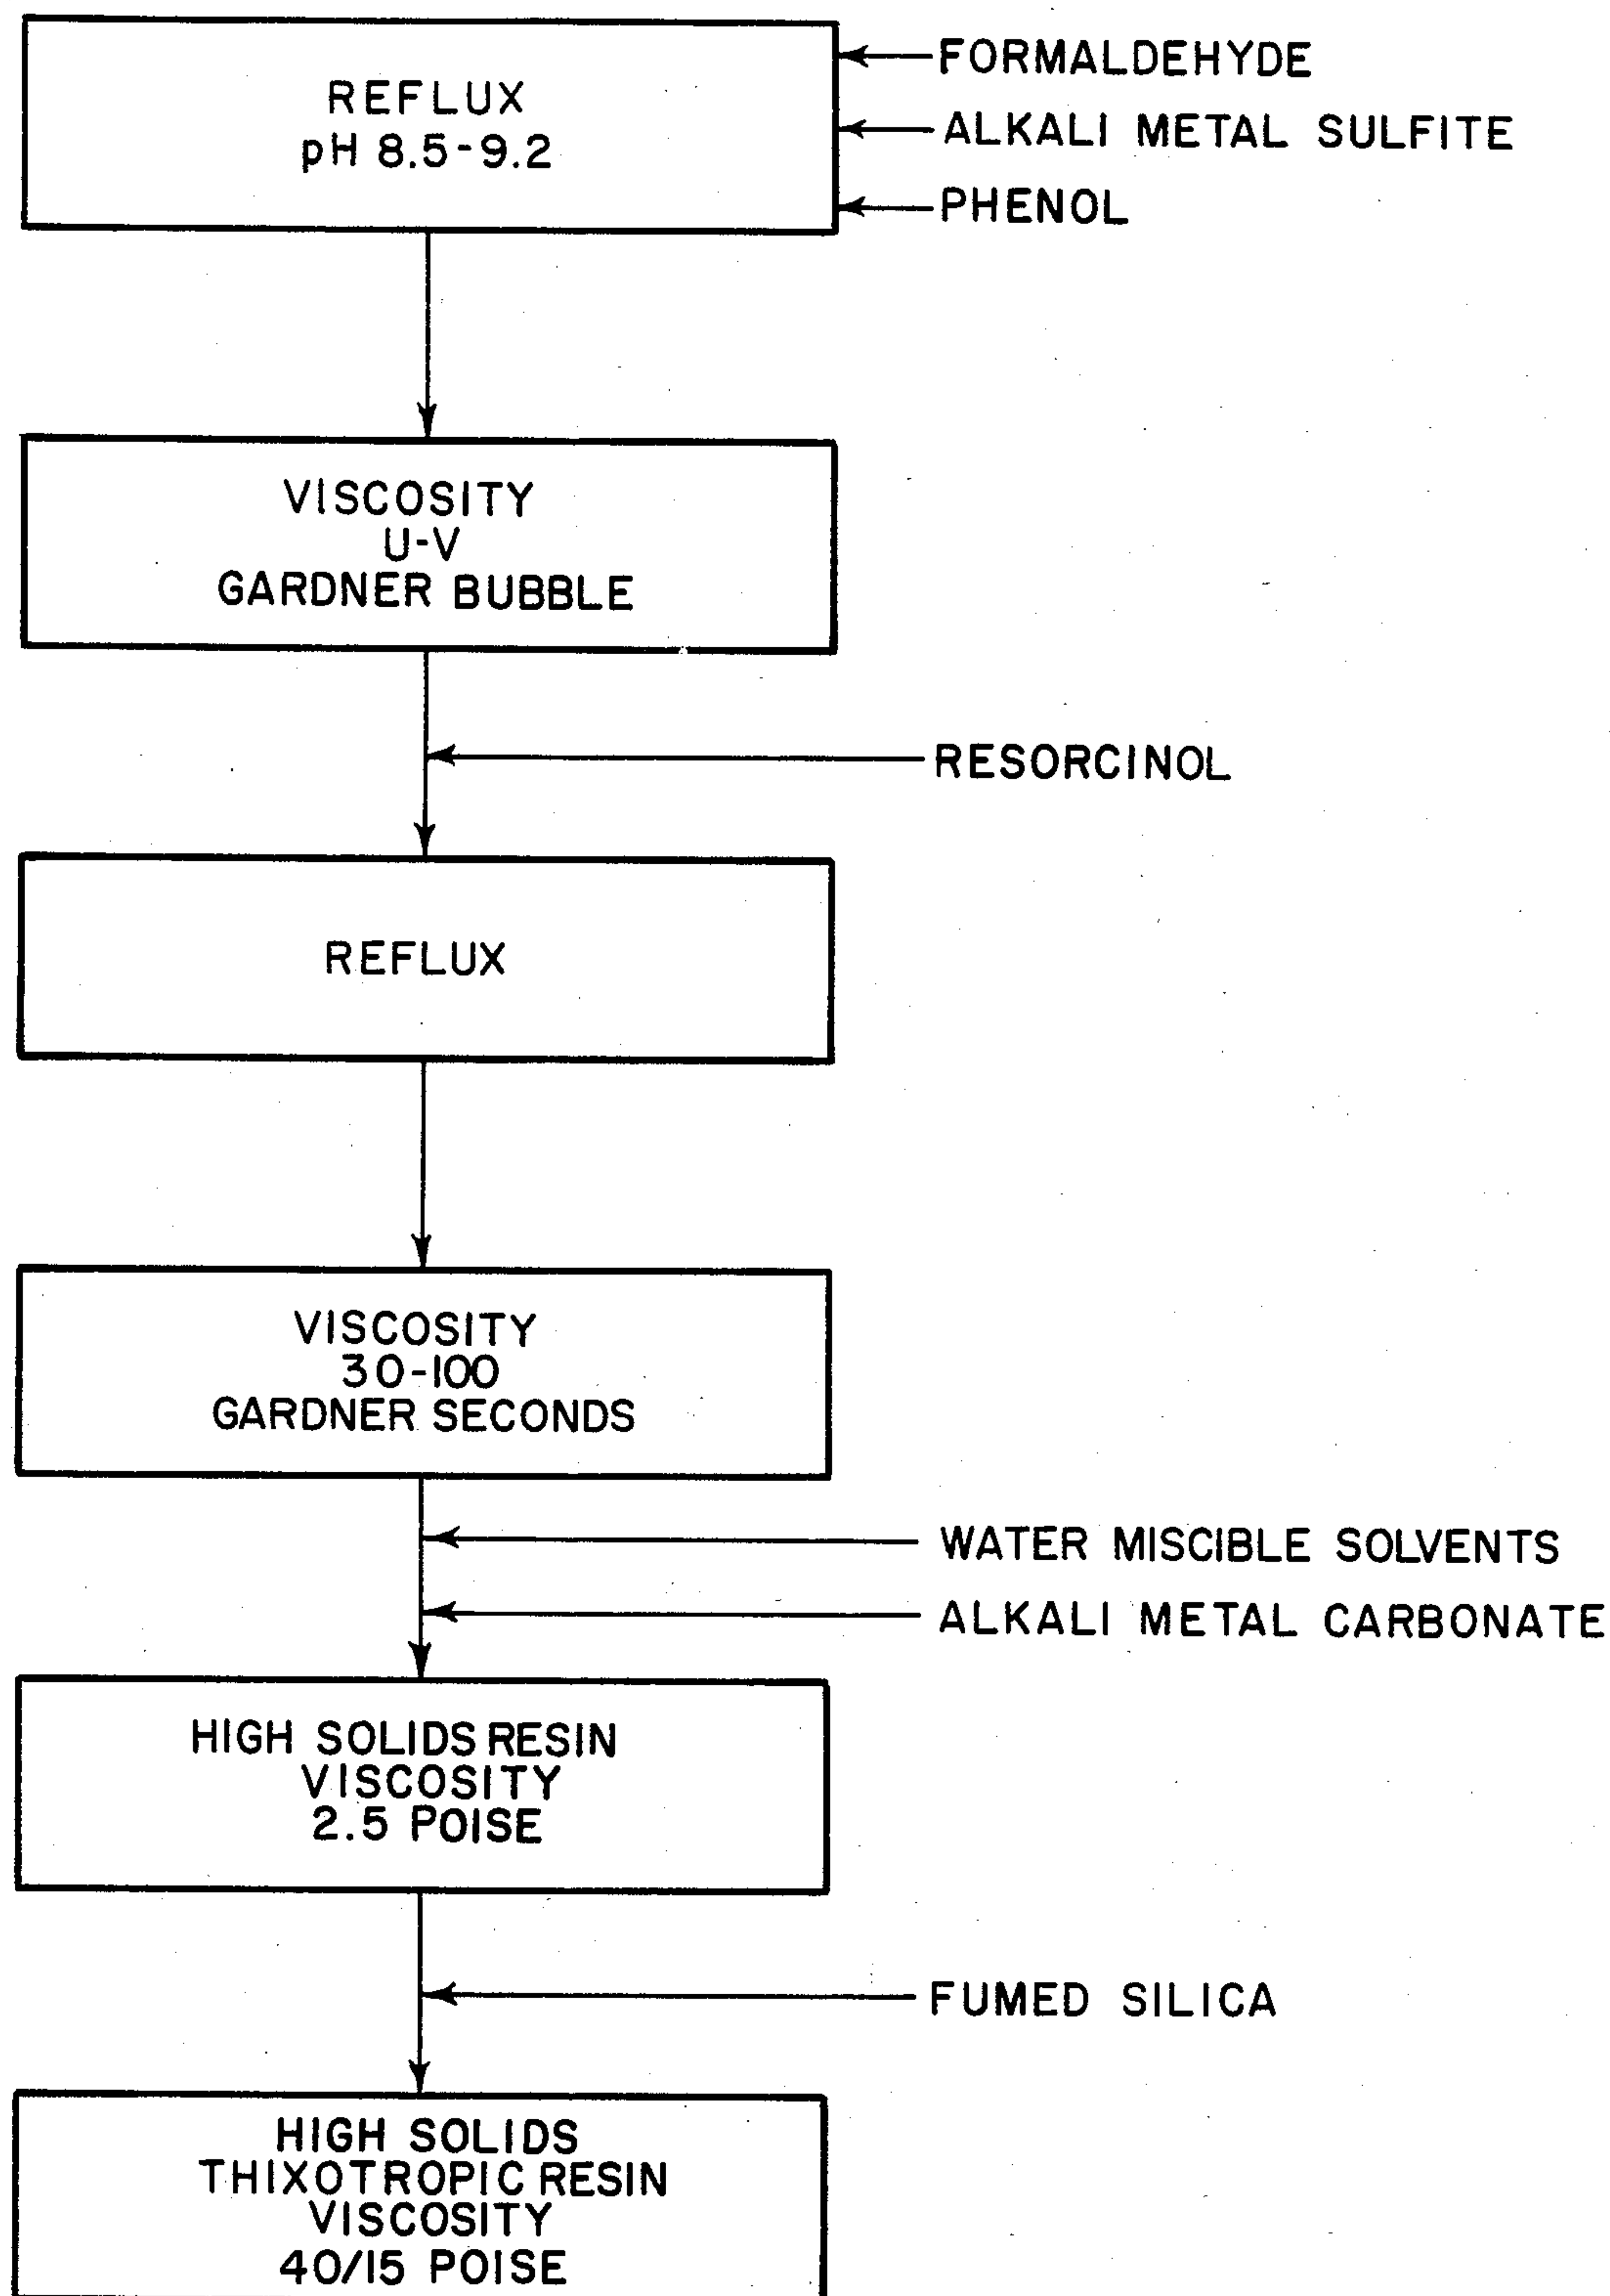 REFLUX
pH 8.5-9.2
FORMALDEHYDE
ALKALI METAL SULFITE
PHENOL
VISCOSITY
U-V
GARDNER BUBBLE
RESORCINOL
REFLUX
VISCOSITY
30-100
GARDNER SECONDS
WATER MISCIBLE SOLVENTS
ALKALI METAL CARBONATE
HIGH SOLIDS RESIN
VISCOSITY
2.5 POISE
FUMED SILICA
HIGH SOLIDS
THIXOTROPIC RESIN
VISCOSITY
40/15 POISE